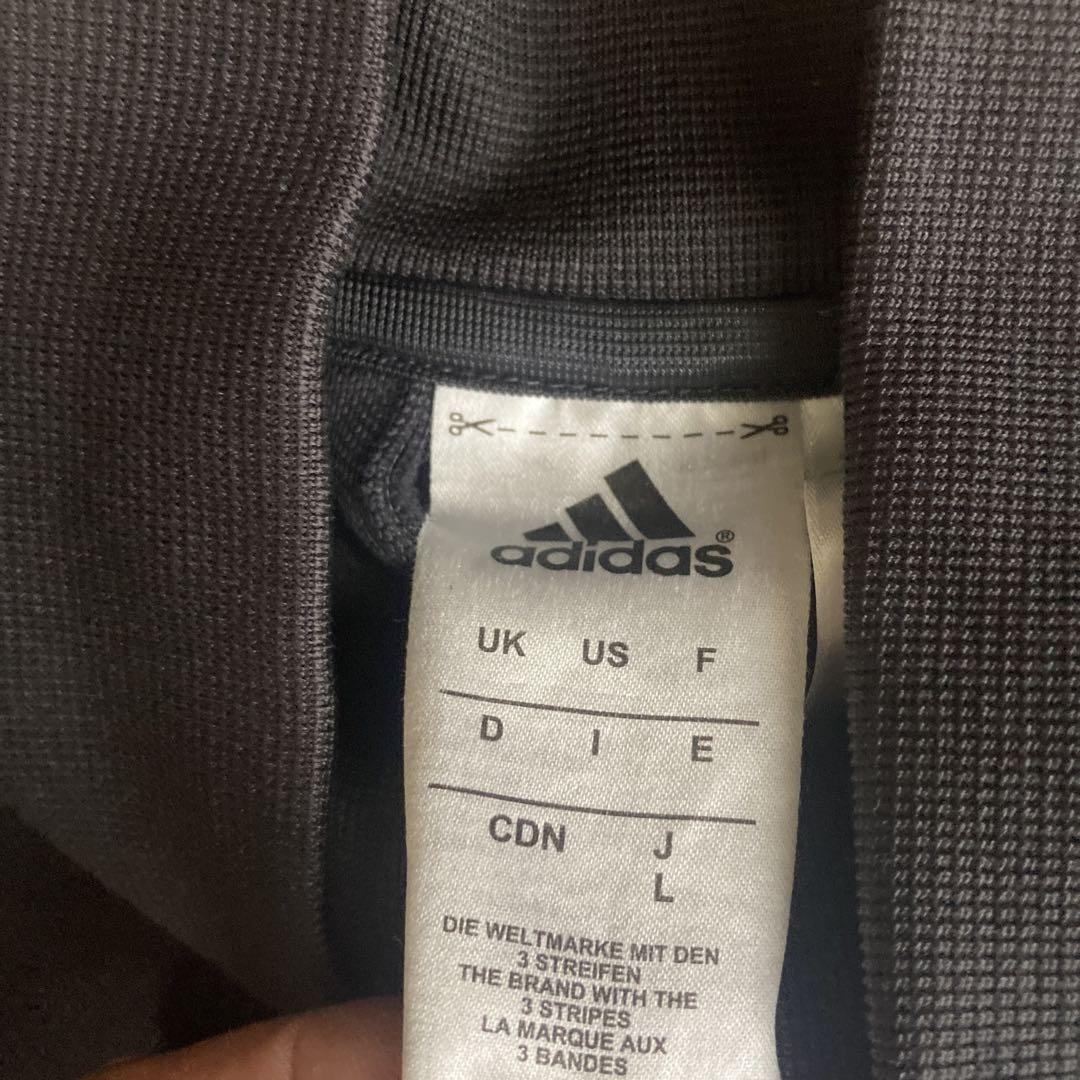 adidas®
UK US F
D I E
CDN J
L
DIE WELTMARKE MIT DEN
3 STREIFEN
THE BRAND WITH THE
3 STRIPES
LA MARQUE AUX
3 BANDES